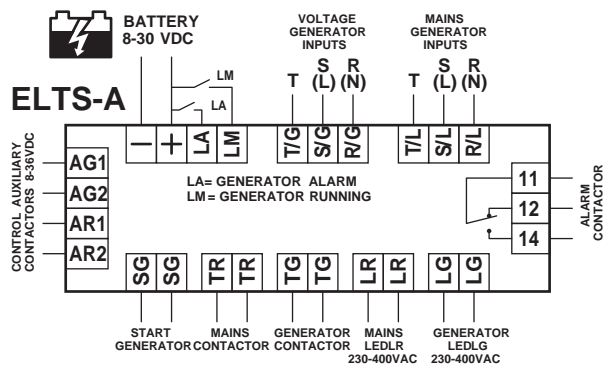 BATTERY
8-30 VDC
VOLTAGE
GENERATOR
INPUTS
MAINS
GENERATOR
INPUTS
LM
LA
T S (L) R (N)
T S (L) R (N)
ELTS-A
— + LA LM T/G S/G R/G T/L S/L R/L
CONTROL AUXILIARY
CONTACTORS 8-36VDC
AG1
AG2
AR1
AR2
LA= GENERATOR ALARM
LM = GENERATOR RUNNING
11
12
14
ALARM
CONTACTOR
SG SG TR TR TG TG LR LR LG LG
START
GENERATOR
MAINS
CONTACTOR
GENERATOR
CONTACTOR
MAINS
LEDLR
230-400VAC
GENERATOR
LEDLG
230-400VAC